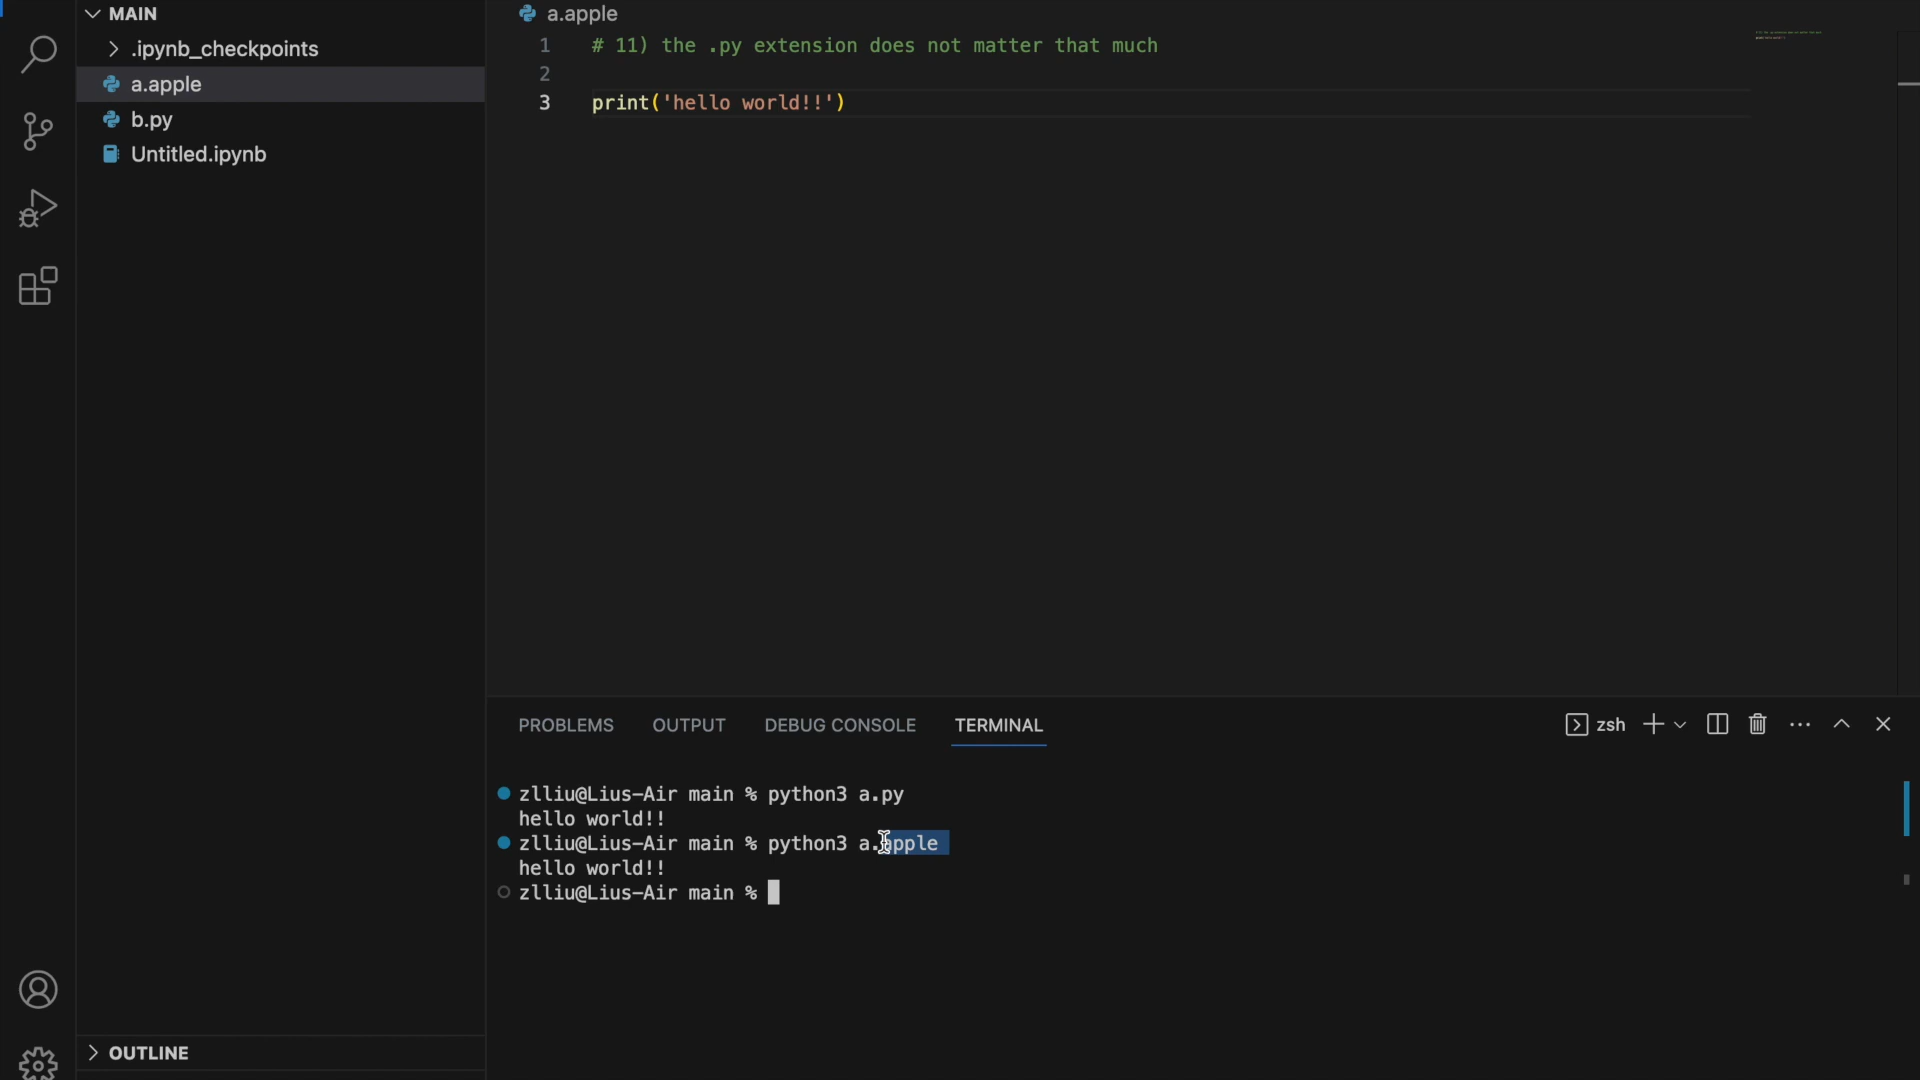 MAIN
.ipynb_checkpoints
a.apple
b.py
Untitled.ipynb
OUTLINE
a.apple
1 # 11) the .py extension does not matter that much
2
3 print('hello world!!')
PROBLEMS OUTPUT DEBUG CONSOLE TERMINAL zsh
zlliu@Lius-Air main % python3 a.py
hello world!!
zlliu@Lius-Air main % python3 a.apple
hello world!!
zlliu@Lius-Air main %